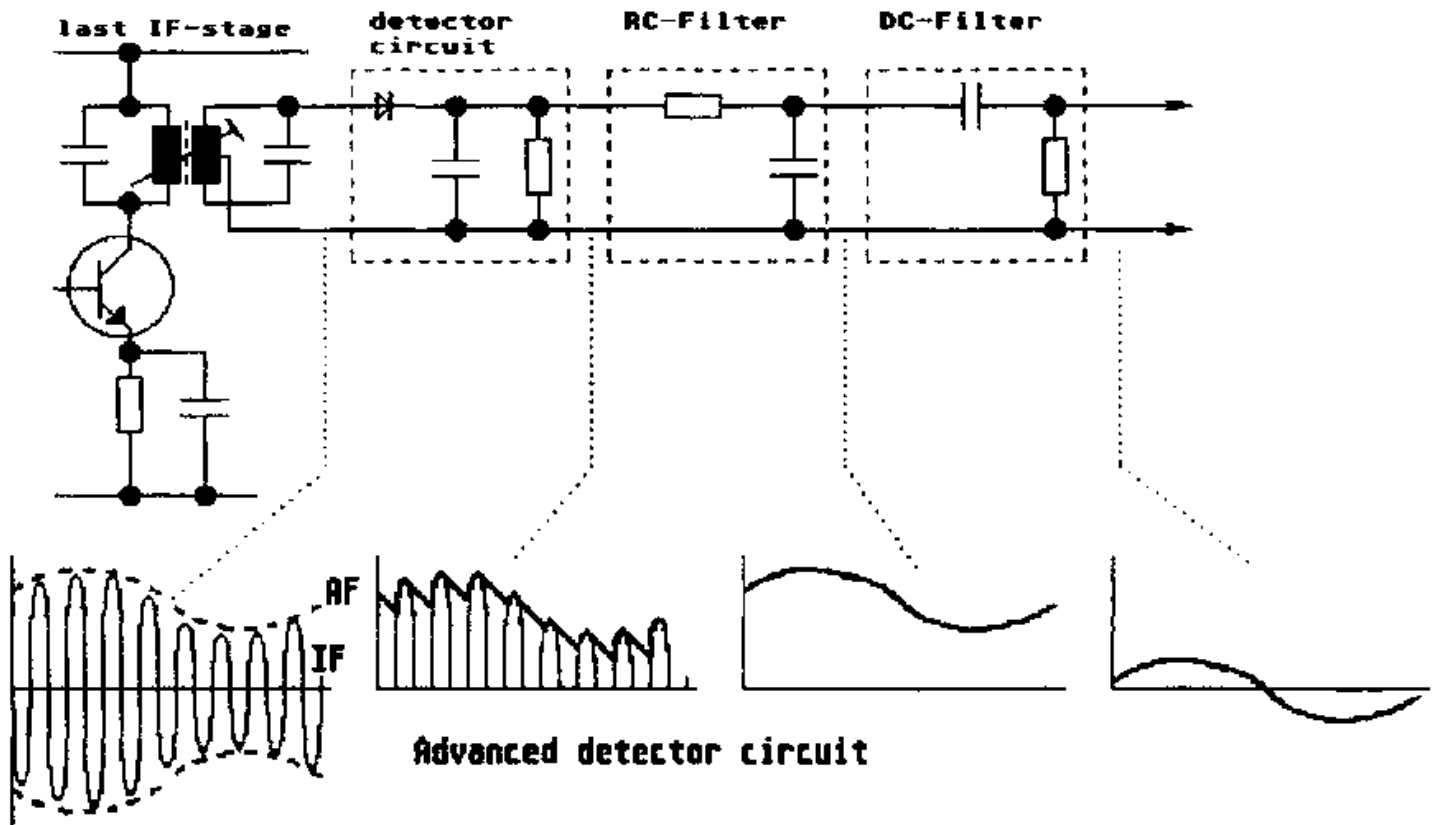 last IF-stage
detector
circuit
RC-Filter
DC-Filter
AF
IF
Advanced detector circuit